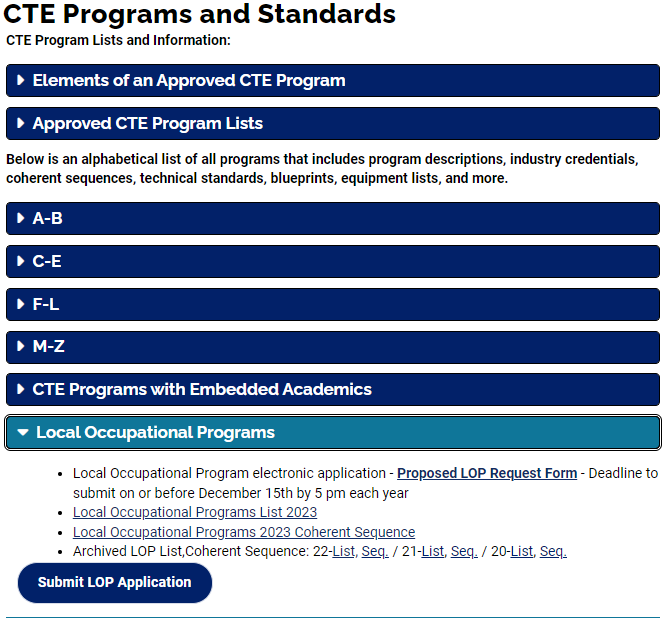 CTE Programs and Standards
CTE Program Lists and Information:
Elements of an Approved CTE Program
Approved CTE Program Lists
Below is an alphabetical list of all programs that includes program descriptions, industry credentials,
coherent sequences, technical standards, blueprints, equipment lists, and more.
A-B
C-E
F-L
M-Z
CTE Programs with Embedded Academics
Local Occupational Programs
• Local Occupational Program electronic application - Proposed LOP Request Form - Deadline to
submit on or before December 15th by 5 pm each year
• Local Occupational Programs List 2023
• Local Occupational Programs 2023 Coherent Sequence
• Archived LOP List,Coherent Sequence: 22-List, Seq. / 21-List, Seq. / 20-List, Seq.
Submit LOP Application